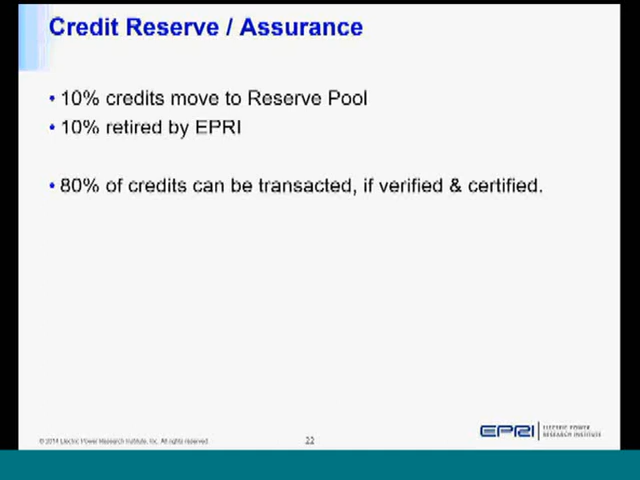 Credit Reserve / Assurance
• 10% credits move to Reserve Pool
• 10% retired by EPRI
• 80% of credits can be transacted, if verified & certified.
© 2014 Electric Power Research Institute, Inc. All rights reserved.
22
EPRI
ELECTRIC POWER
RESEARCH INSTITUTE